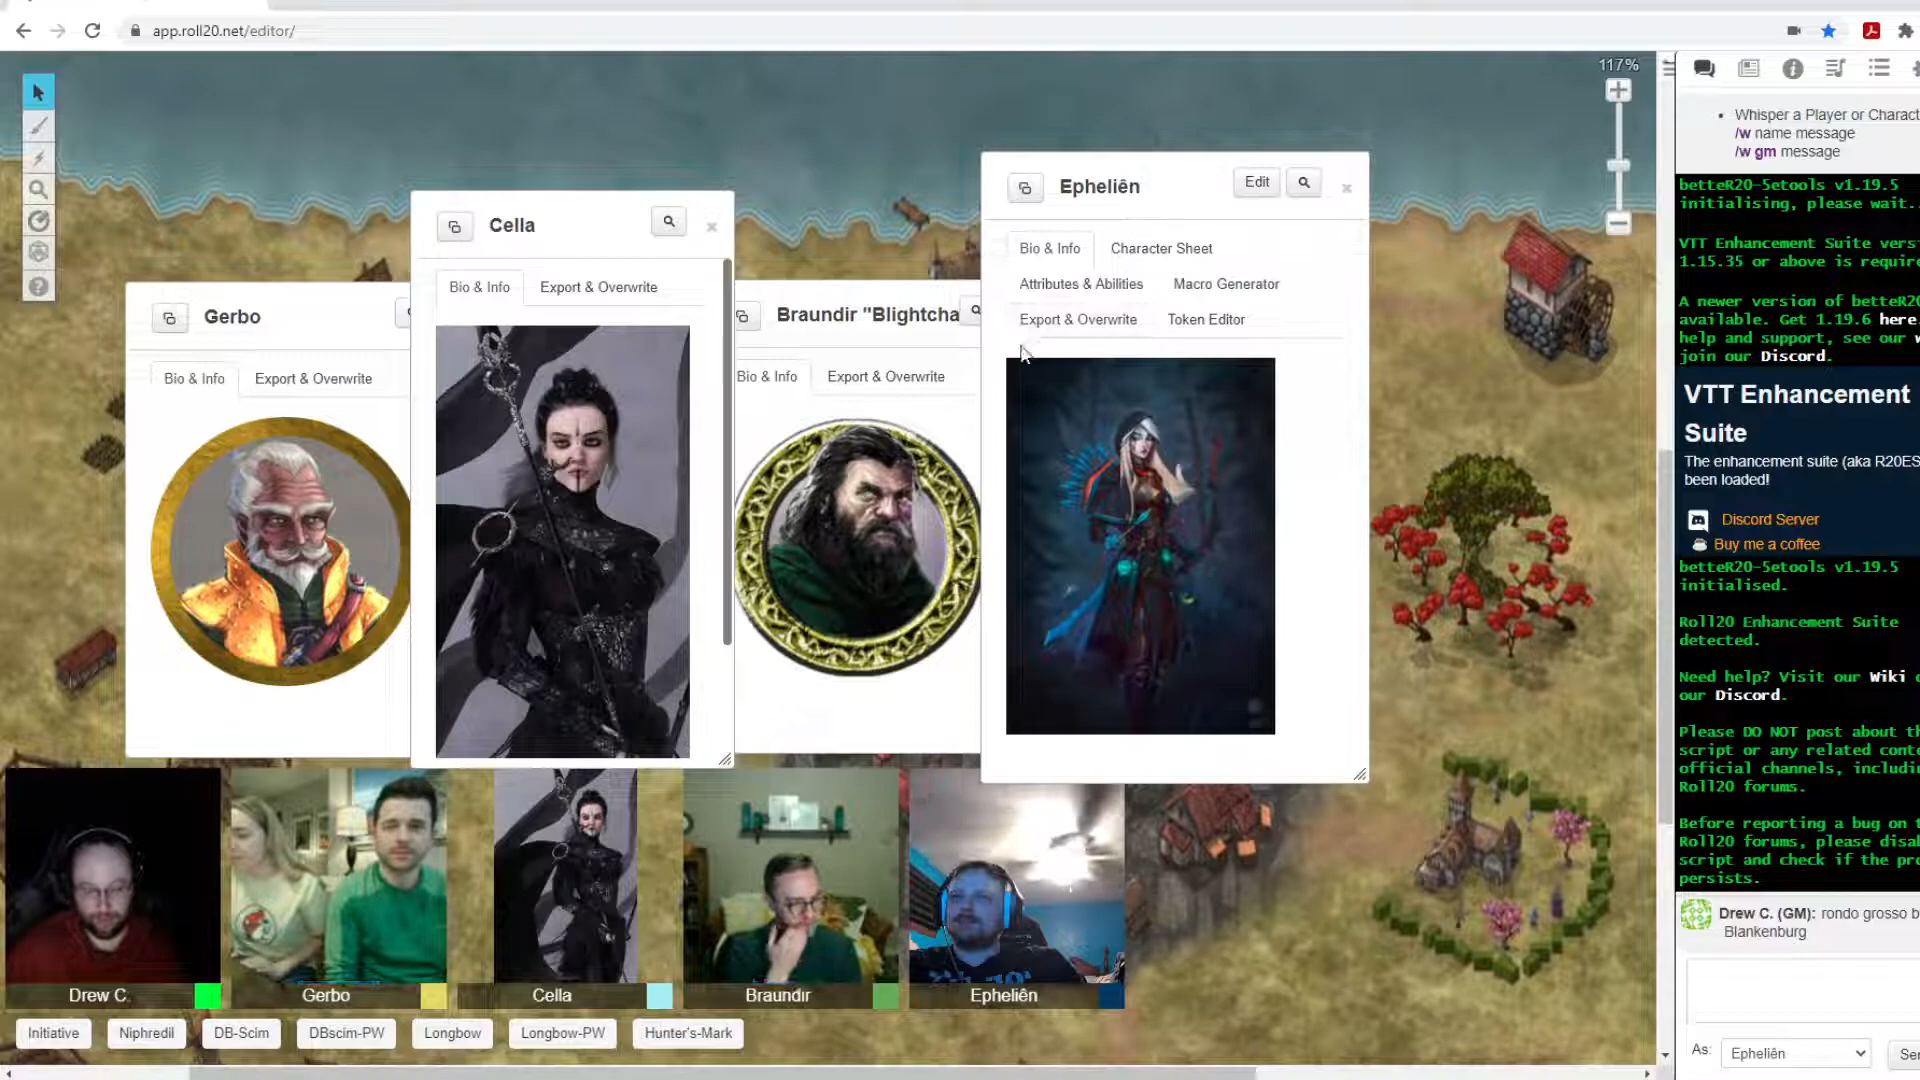 app.roll20.net/editor/
117%
Whisper a Player or Charact
/w name message
/w gm message
betteR20-5etools v1.19.5
initialising, please wait..
VTT Enhancement Suite vers
1.15.35 or above is require
A newer version of betteR20
available. Get 1.19.6 here.
help and support, see our w
join our Discord.
VTT Enhancement
Suite
The enhancement suite (aka R20ES
been loaded!
Discord Server
Buy me a coffee
betteR20-5etools v1.19.5
initialised.
Roll20 Enhancement Suite
detected.
Need help? Visit our Wiki
our Discord.
Please DO NOT post about th
script or any related conte
official channels, includin
Roll20 forums.
Before reporting a bug on t
Roll20 forums, please disab
script and check if the pro
persists.
Drew C. (GM): rondo grosso b
Blankenburg
As: Epheliên
Se
Gerbo
Bio & Info Export & Overwrite
Cella
Bio & Info Export & Overwrite
Braundir "Blightcha
Bio & Info Export & Overwrite
Epheliên
Edit
Bio & Info Character Sheet
Attributes & Abilities Macro Generator
Export & Overwrite Token Editor
Drew C. Gerbo Cella Braundir Epheliên
Initiative Niphredil DB-Scim DBscim-PW Longbow Longbow-PW Hunter's-Mark